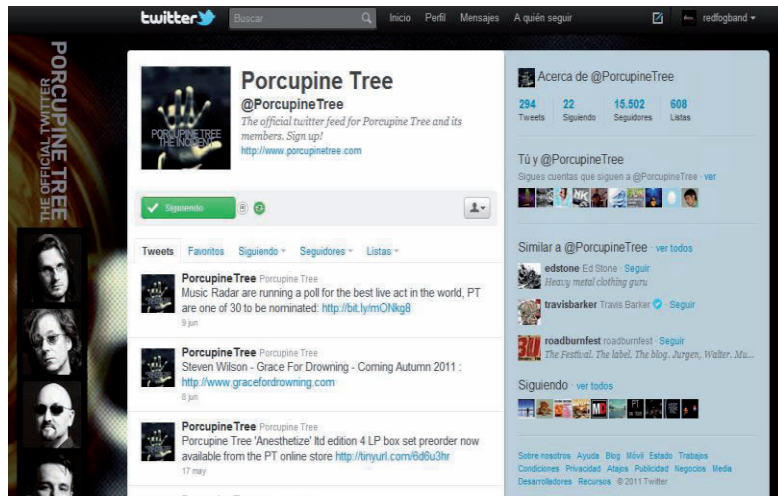 twitter
Buscar
Inicio Perfil Mensajes A quién seguir
redfogband
PORCUPINE TREE
THE OFFICIAL TWITTER
PORCUPINE TREE
THE INCIDENT
Porcupine Tree
@PorcupineTree
The official twitter feed for Porcupine Tree and its
members. Sign up!
http://www.porcupinetree.com
Siguiendo
Tweets Favoritos Siguiendo Seguidores Listas
PorcupineTree Porcupine Tree
Music Radar are running a poll for the best live act in the world, PT
are one of 30 to be nominated: http://bit.ly/mONkg8
9 jun
PorcupineTree Porcupine Tree
Steven Wilson - Grace For Drowning - Coming Autumn 2011 :
http://www.gracefordrowning.com
8 jun
PorcupineTree Porcupine Tree
Porcupine Tree 'Anesthetize' ltd edition 4 LP box set preorder now
available from the PT online store http://tinyurl.com/6d6u3hr
17 may
PorcupineTree Porcupine Tree
Acerca de @PorcupineTree
294 22 15.502 608
Tweets Siguiendo Seguidores Listas
Tú y @PorcupineTree
Sigues cuentas que siguen a @PorcupineTree · ver
Similar a @PorcupineTree · ver todos
edstone Ed Stone · Seguir
Heavy metal clothing guru
travisbarker Travis Barker · Seguir
roadburnfest roadburnfest · Seguir
The Festival. The label. The blog. Jurgen, Walter. Mu...
Siguiendo · ver todos
Sobre nosotros Ayuda Blog Móvil Estado Trabajos
Condiciones Privacidad Atajos Publicidad Negocios Media
Desarrolladores Recursos © 2011 Twitter